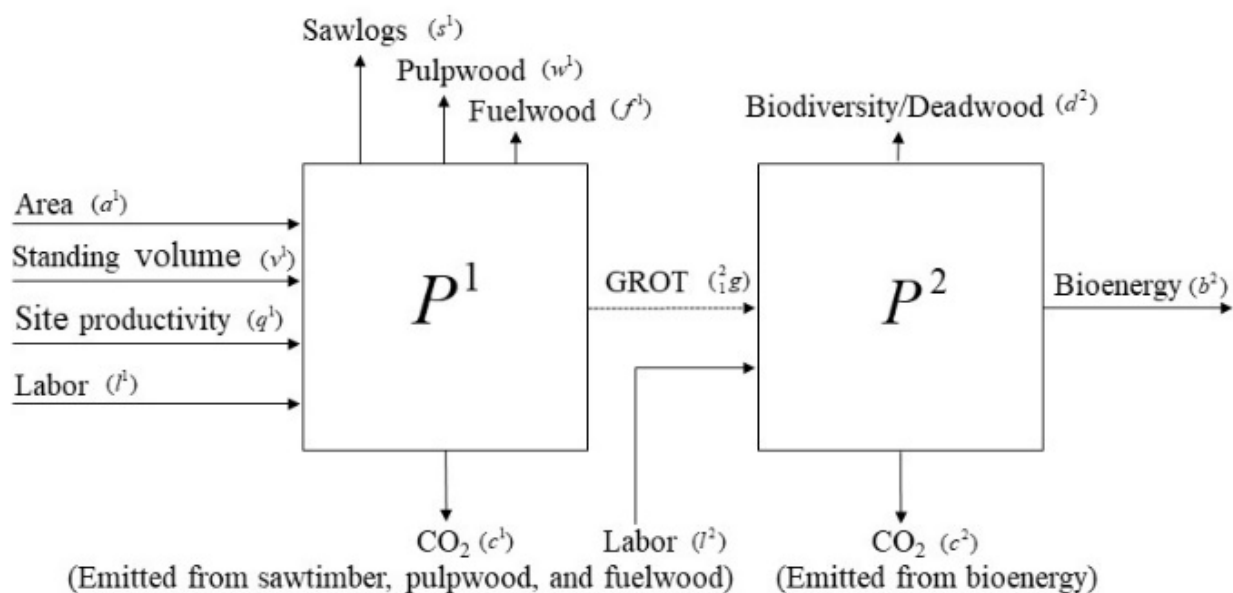 Sawlogs (s¹)
Pulpwood (w¹)
Fuelwood (f¹)
Biodiversity/Deadwood (d²)
Area (a¹)
Standing volume (v¹)
Site productivity (q¹)
Labor (l¹)
P¹
GROT (²₁g)
P²
Bioenergy (b²)
CO₂ (c¹)
(Emitted from sawtimber, pulpwood, and fuelwood)
Labor (l²)
CO₂ (c²)
(Emitted from bioenergy)